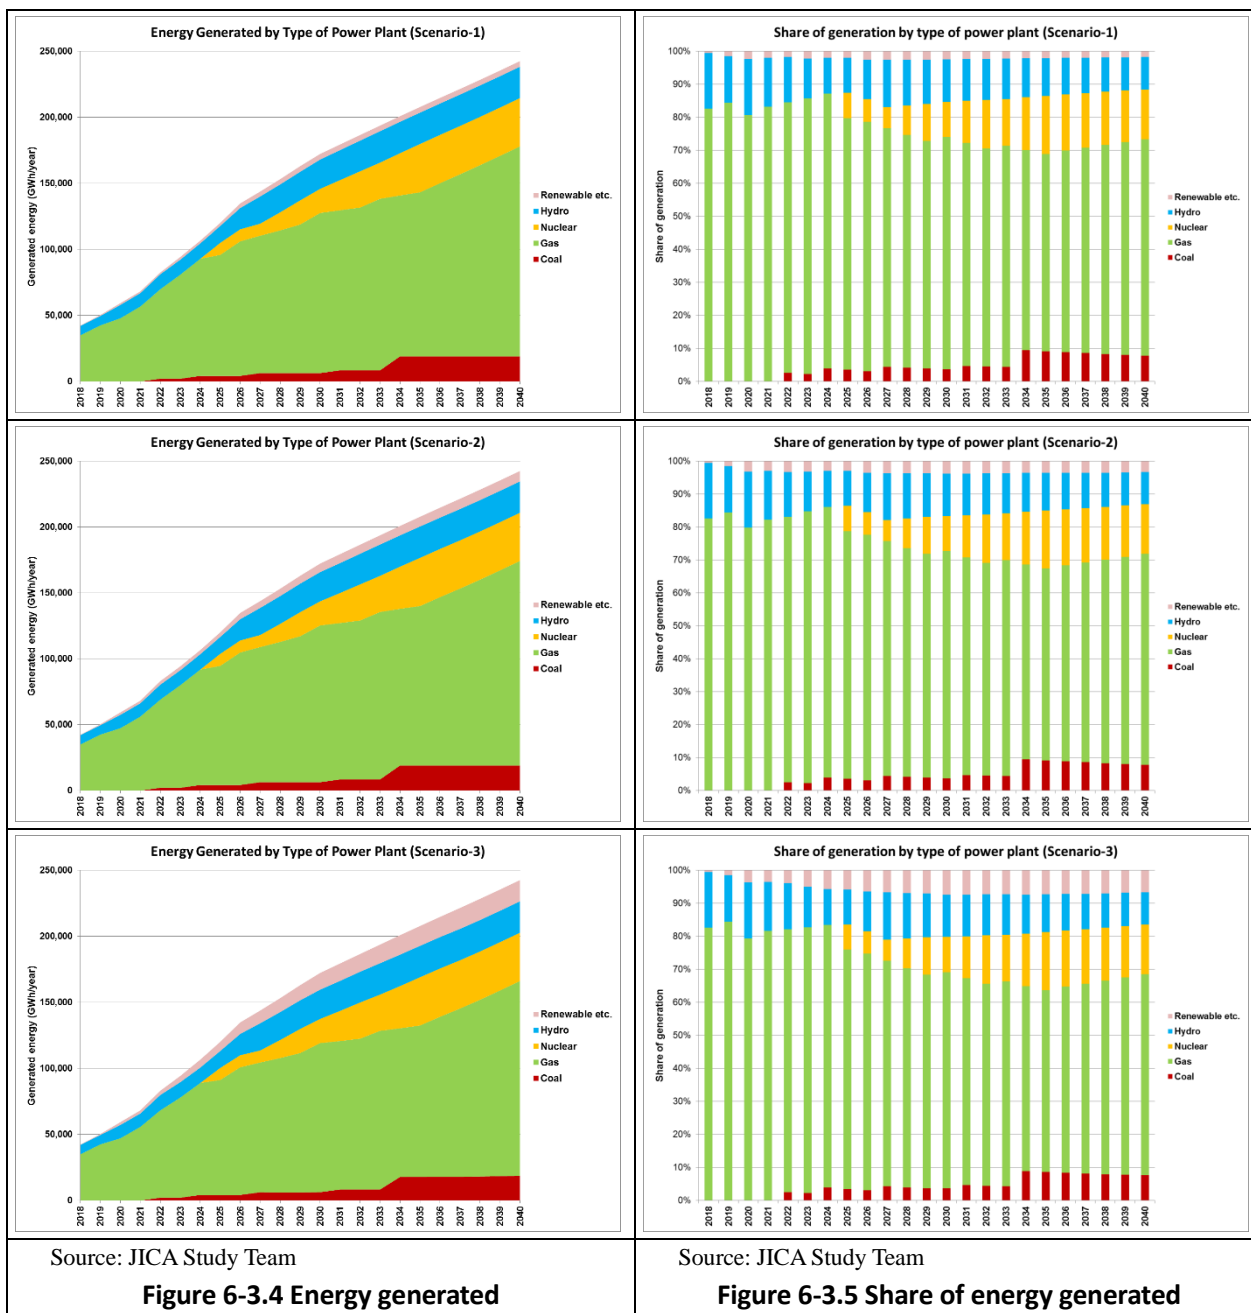 Energy Generated by Type of Power Plant (Scenario-1)
250,000
200,000
150,000
100,000
50,000
0
Generated energy (GWh/year)
2018 2019 2020 2021 2022 2023 2024 2025 2026 2027 2028 2029 2030 2031 2032 2033 2034 2035 2036 2037 2038 2039 2040
Renewable etc.
Hydro
Nuclear
Gas
Coal
Share of generation by type of power plant (Scenario-1)
100%
90%
80%
70%
60%
50%
40%
30%
20%
10%
0%
Share of generation
2018 2019 2020 2021 2022 2023 2024 2025 2026 2027 2028 2029 2030 2031 2032 2033 2034 2035 2036 2037 2038 2039 2040
Renewable etc.
Hydro
Nuclear
Gas
Coal
Energy Generated by Type of Power Plant (Scenario-2)
250,000
200,000
150,000
100,000
50,000
0
Generated energy (GWh/year)
2018 2019 2020 2021 2022 2023 2024 2025 2026 2027 2028 2029 2030 2031 2032 2033 2034 2035 2036 2037 2038 2039 2040
Renewable etc.
Hydro
Nuclear
Gas
Coal
Share of generation by type of power plant (Scenario-2)
100%
90%
80%
70%
60%
50%
40%
30%
20%
10%
0%
Share of generation
2018 2019 2020 2021 2022 2023 2024 2025 2026 2027 2028 2029 2030 2031 2032 2033 2034 2035 2036 2037 2038 2039 2040
Renewable etc.
Hydro
Nuclear
Gas
Coal
Energy Generated by Type of Power Plant (Scenario-3)
250,000
200,000
150,000
100,000
50,000
0
Generated energy (GWh/year)
2018 2019 2020 2021 2022 2023 2024 2025 2026 2027 2028 2029 2030 2031 2032 2033 2034 2035 2036 2037 2038 2039 2040
Renewable etc.
Hydro
Nuclear
Gas
Coal
Share of generation by type of power plant (Scenario-3)
100%
90%
80%
70%
60%
50%
40%
30%
20%
10%
0%
Share of generation
2018 2019 2020 2021 2022 2023 2024 2025 2026 2027 2028 2029 2030 2031 2032 2033 2034 2035 2036 2037 2038 2039 2040
Renewable etc.
Hydro
Nuclear
Gas
Coal
Source: JICA Study Team
Figure 6-3.4 Energy generated
Source: JICA Study Team
Figure 6-3.5 Share of energy generated